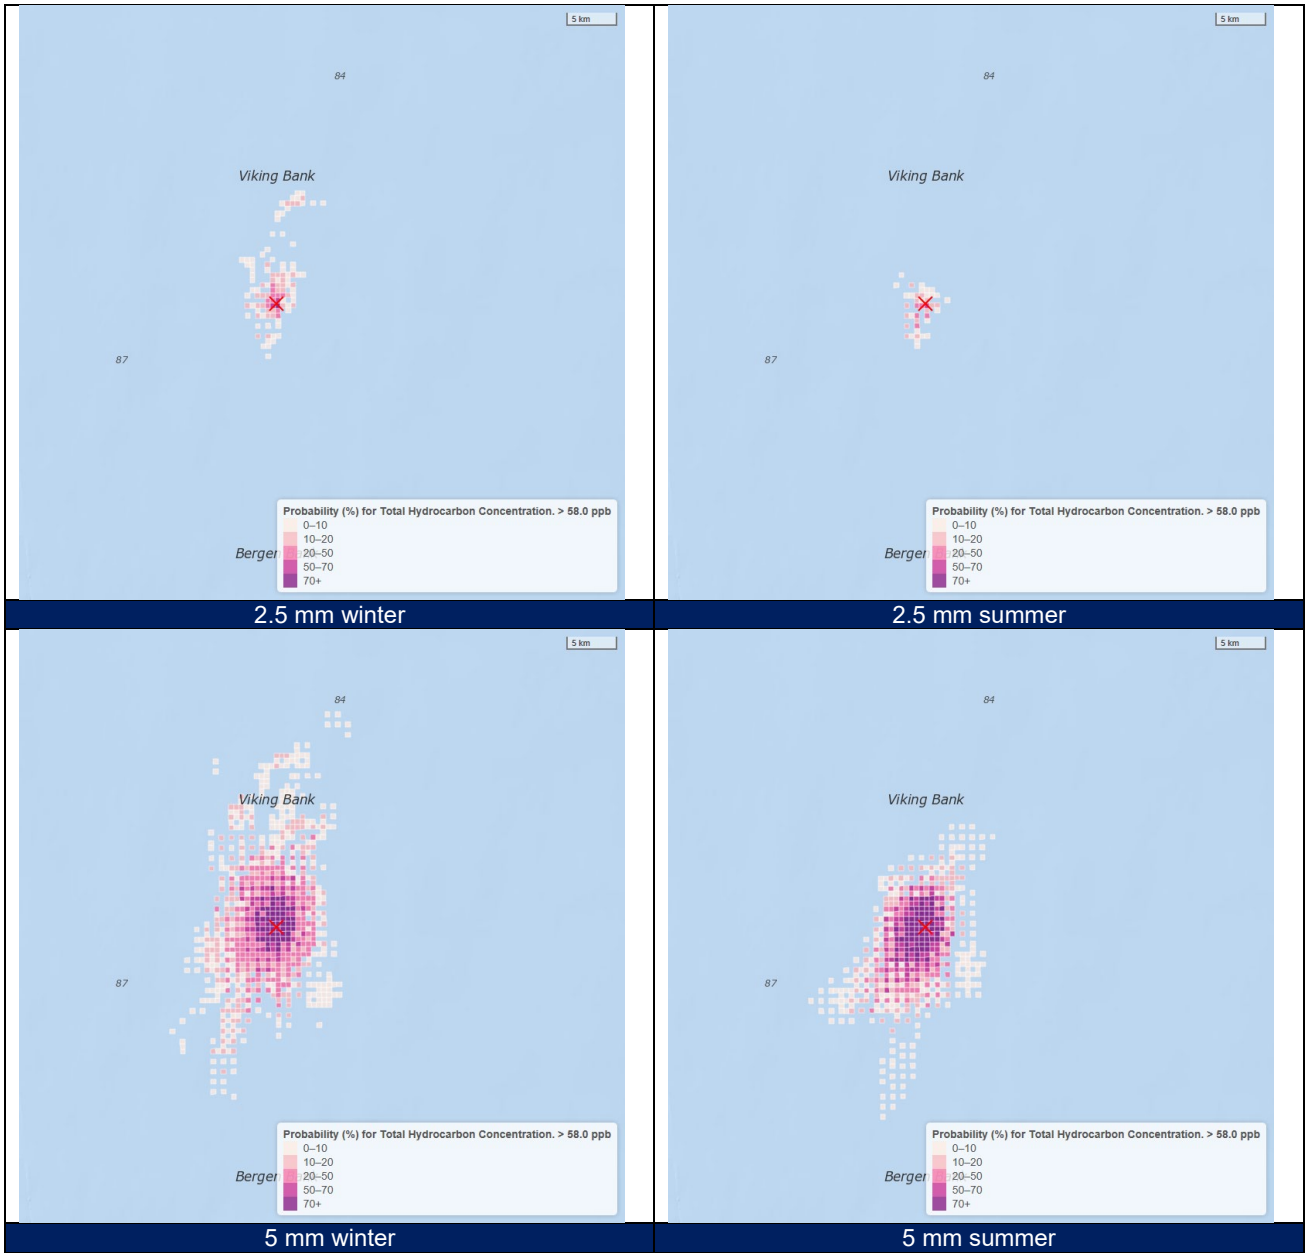 5 km
84
Viking Bank
87
Probability (%) for Total Hydrocarbon Concentration. > 58.0 ppb
0–10
10–20
20–50
50–70
70+
Bergen
2.5 mm winter
5 km
84
Viking Bank
87
Probability (%) for Total Hydrocarbon Concentration. > 58.0 ppb
0–10
10–20
20–50
50–70
70+
Bergen
2.5 mm summer
5 km
84
Viking Bank
87
Probability (%) for Total Hydrocarbon Concentration. > 58.0 ppb
0–10
10–20
20–50
50–70
70+
Bergen
5 mm winter
5 km
84
Viking Bank
87
Probability (%) for Total Hydrocarbon Concentration. > 58.0 ppb
0–10
10–20
20–50
50–70
70+
Bergen
5 mm summer